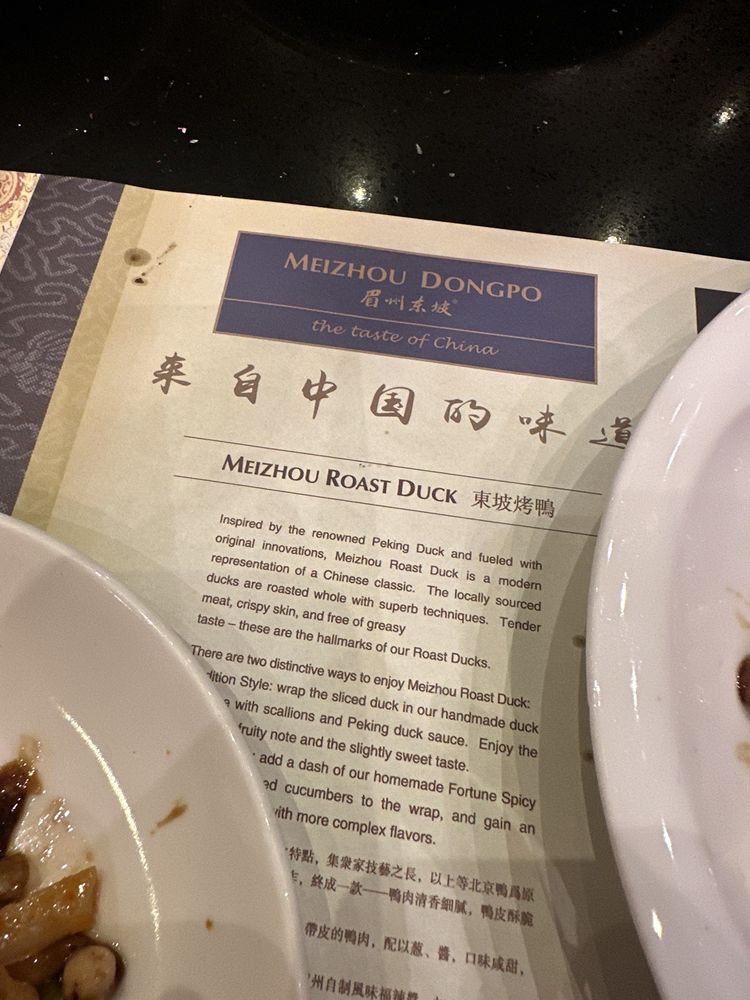 MEIZHOU DONGPO
眉州东坡®
the taste of China
来自中国的味道
MEIZHOU ROAST DUCK 東坡烤鴨
Inspired by the renowned Peking Duck and fueled with
original innovations, Meizhou Roast Duck is a modern
representation of a Chinese classic. The locally sourced
ducks are roasted whole with superb techniques. Tender
meat, crispy skin, and free of greasy
taste – these are the hallmarks of our Roast Ducks.
There are two distinctive ways to enjoy Meizhou Roast Duck:
Style: wrap the sliced duck in our handmade duck
with scallions and Peking duck sauce. Enjoy the
fruity note and the slightly sweet taste.
add a dash of our homemade Fortune Spicy
cucumbers to the wrap, and gain an
with more complex flavors.
特點，集衆家技藝之長，以上等北京鴨爲原
，終成一款——鴨肉清香細膩，鴨皮酥脆
帶皮的鴨肉，配以葱、醬，口味咸甜，
州自制風味福辣醬